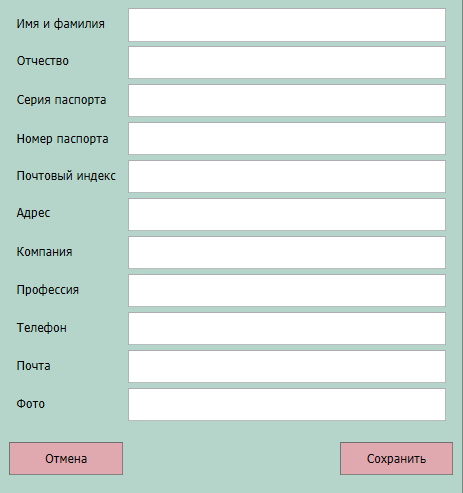 Имя и фамилия
Отчество
Серия паспорта
Номер паспорта
Почтовый индекс
Адрес
Компания
Профессия
Телефон
Почта
Фото
Отмена
Сохранить